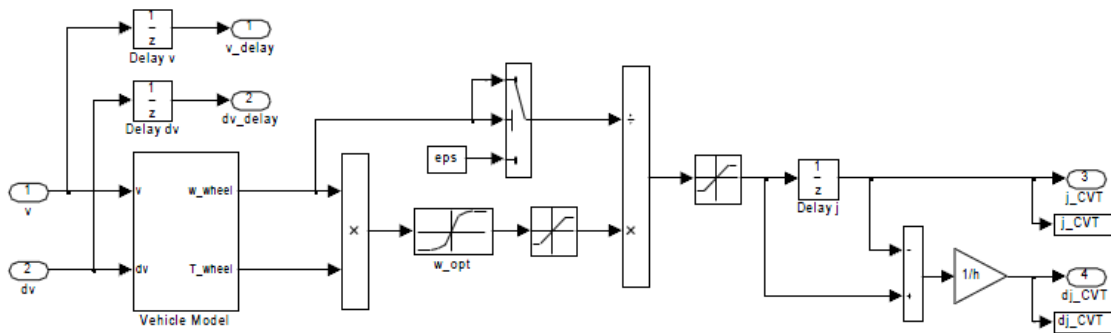 1
z
Delay v
1
v_delay
1
z
Delay dv
2
dv_delay
1
v
2
dv
v
dv
w_wheel
T_wheel
Vehicle Model
×
eps
w_opt
÷
×
1
z
Delay j
-
+
1/h
3
j_CVT
j_CVT
4
dj_CVT
dj_CVT